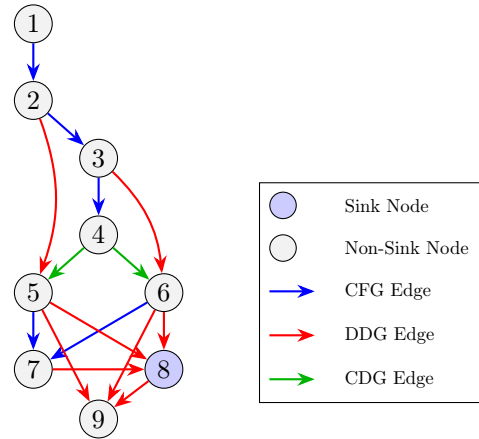 1
2
3
4
5 6
7 8
9
Sink Node
Non-Sink Node
CFG Edge
DDG Edge
CDG Edge